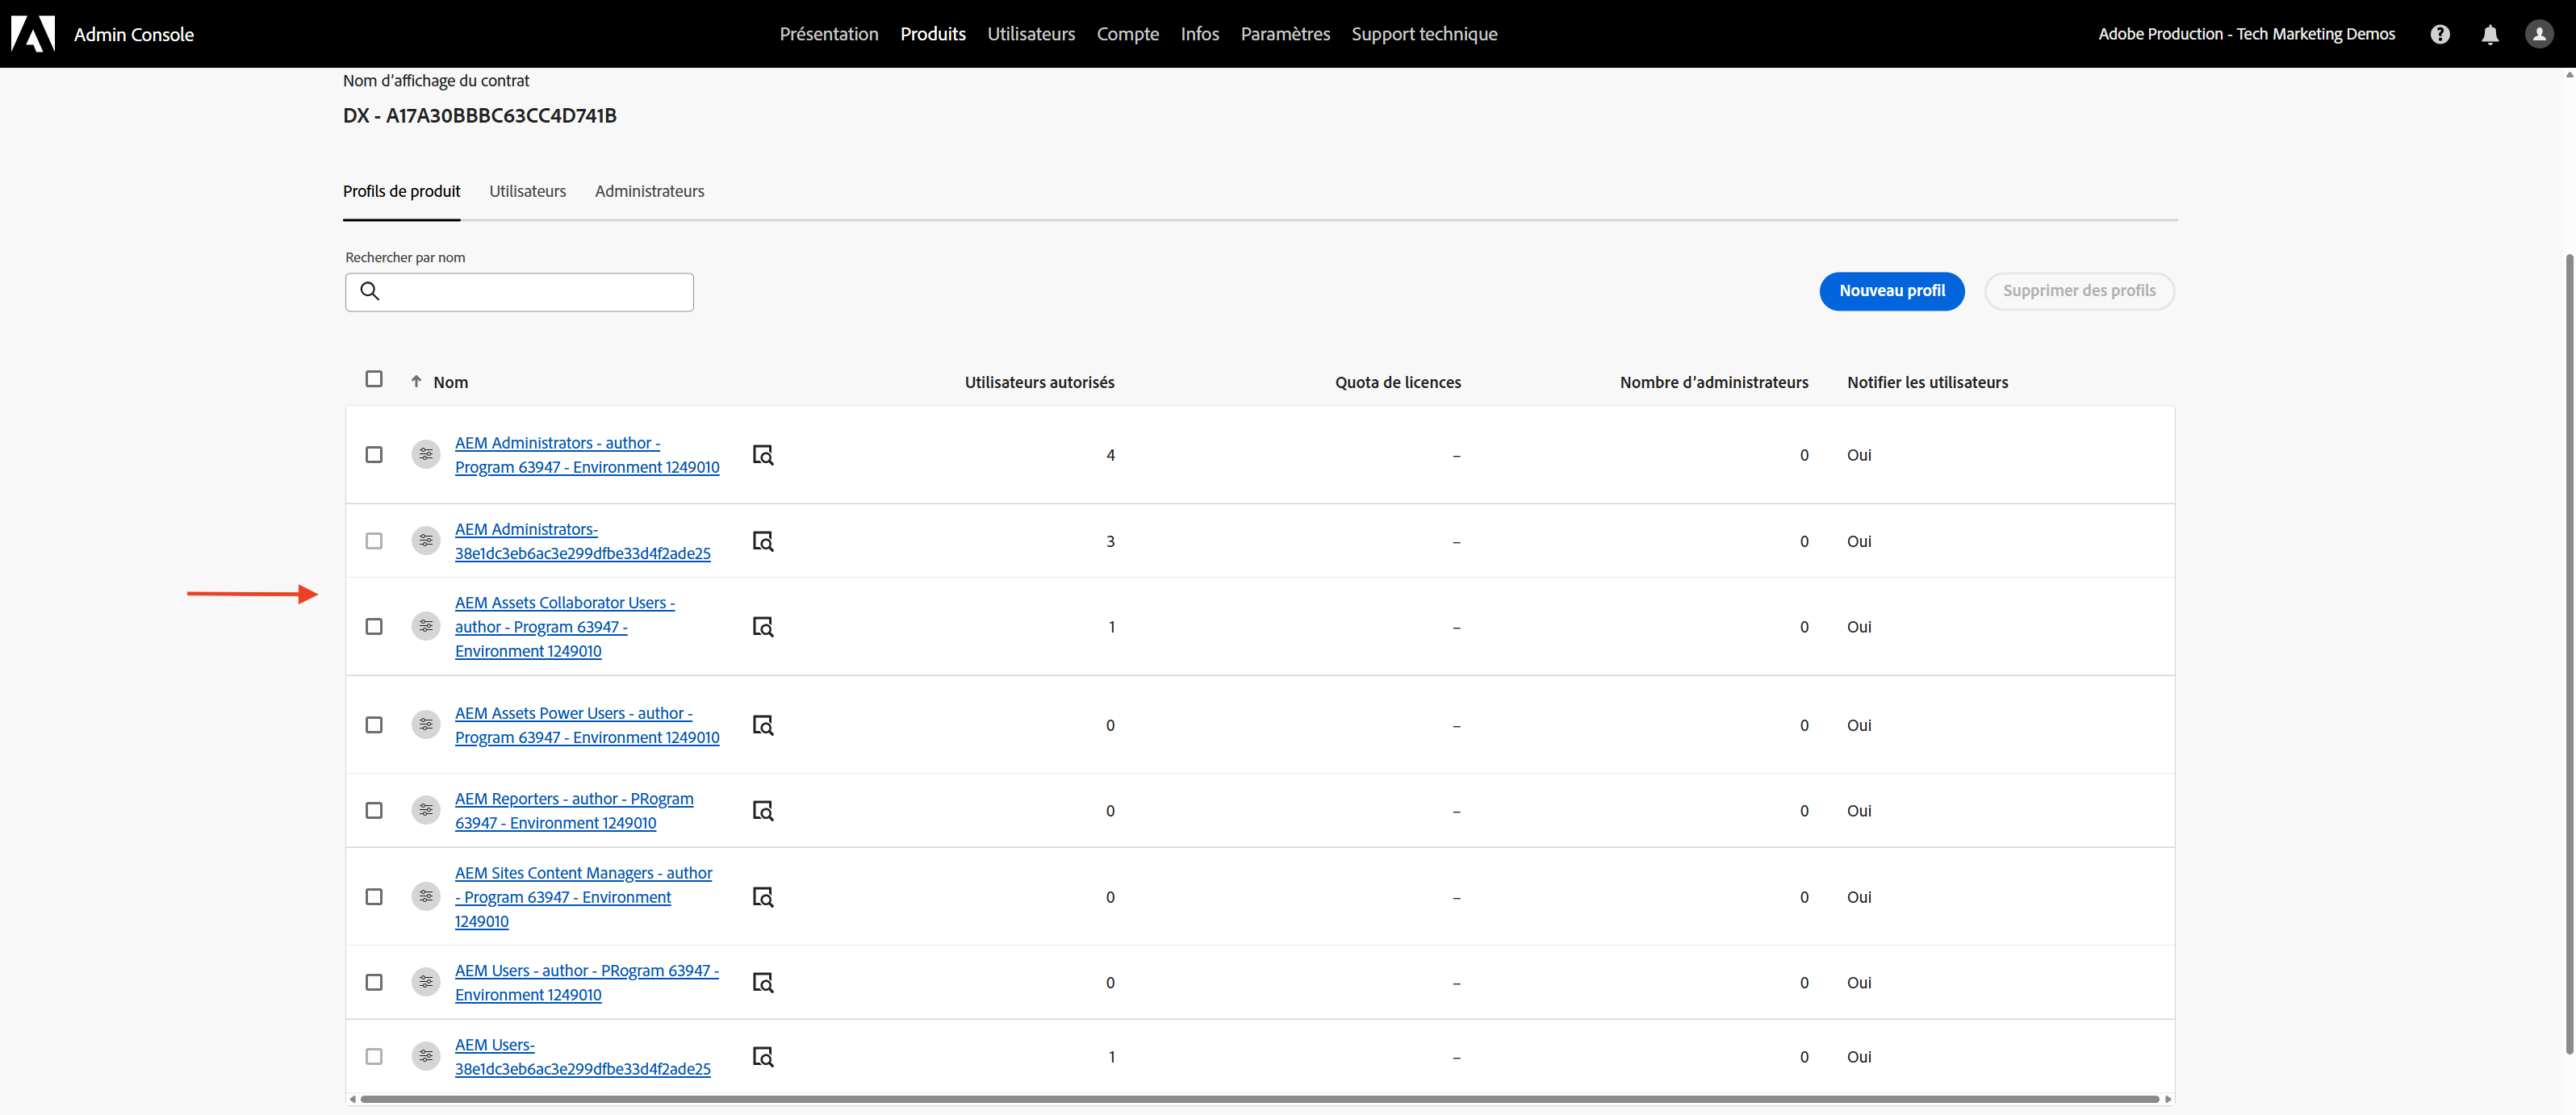 Admin Console
Présentation Produits Utilisateurs Compte Infos Paramètres Support technique
Adobe Production - Tech Marketing Demos
Nom d'affichage du contrat
DX - A17A30BBBC63CC4D741B
Profils de produit Utilisateurs Administrateurs
Rechercher par nom
Nouveau profil Supprimer des profils
Nom Utilisateurs autorisés Quota de licences Nombre d'administrateurs Notifier les utilisateurs
AEM Administrators - author -
Program 63947 - Environment 1249010
4 – 0 Oui
AEM Administrators-
38e1dc3eb6ac3e299dfbe33d4f2ade25
3 – 0 Oui
AEM Assets Collaborator Users -
author - Program 63947 -
Environment 1249010
1 – 0 Oui
AEM Assets Power Users - author -
Program 63947 - Environment 1249010
0 – 0 Oui
AEM Reporters - author - PRogram
63947 - Environment 1249010
0 – 0 Oui
AEM Sites Content Managers - author
- Program 63947 - Environment
1249010
0 – 0 Oui
AEM Users - author - PRogram 63947 -
Environment 1249010
0 – 0 Oui
AEM Users-
38e1dc3eb6ac3e299dfbe33d4f2ade25
1 – 0 Oui